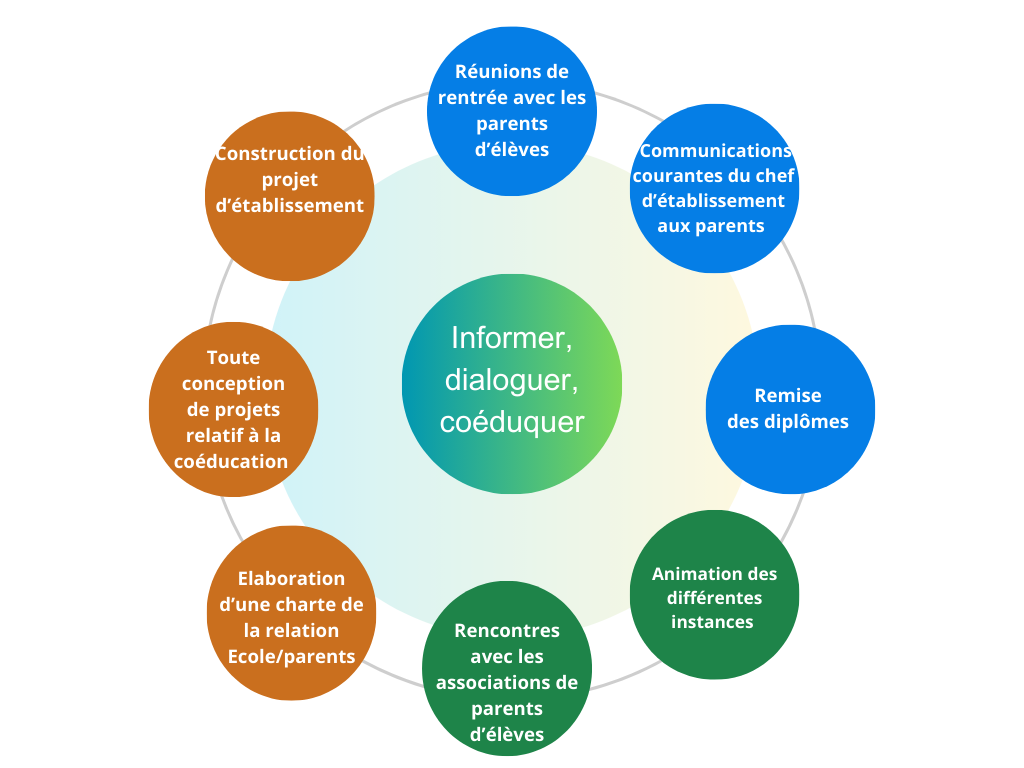 Réunions de
rentrée avec les
parents
d’élèves
Communications
courantes du chef
d’établissement
aux parents
Remise
des diplômes
Animation des
différentes
instances
Rencontres
avec les
associations de
parents
d’élèves
Elaboration
d’une charte de
la relation
Ecole/parents
Toute
conception
de projets
relatif à la
coéducation
Construction du
projet
d’établissement
Informer,
dialoguer,
coéduquer